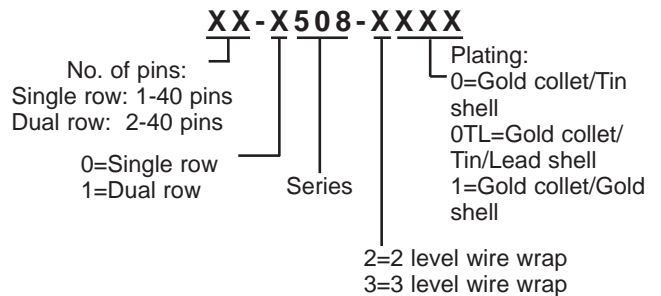 XX-X508-XXXX
No. of pins:
Single row: 1-40 pins
Dual row: 2-40 pins
0=Single row
1=Dual row
Series
Plating:
0=Gold collet/Tin
shell
0TL=Gold collet/
Tin/Lead shell
1=Gold collet/Gold
shell
2=2 level wire wrap
3=3 level wire wrap